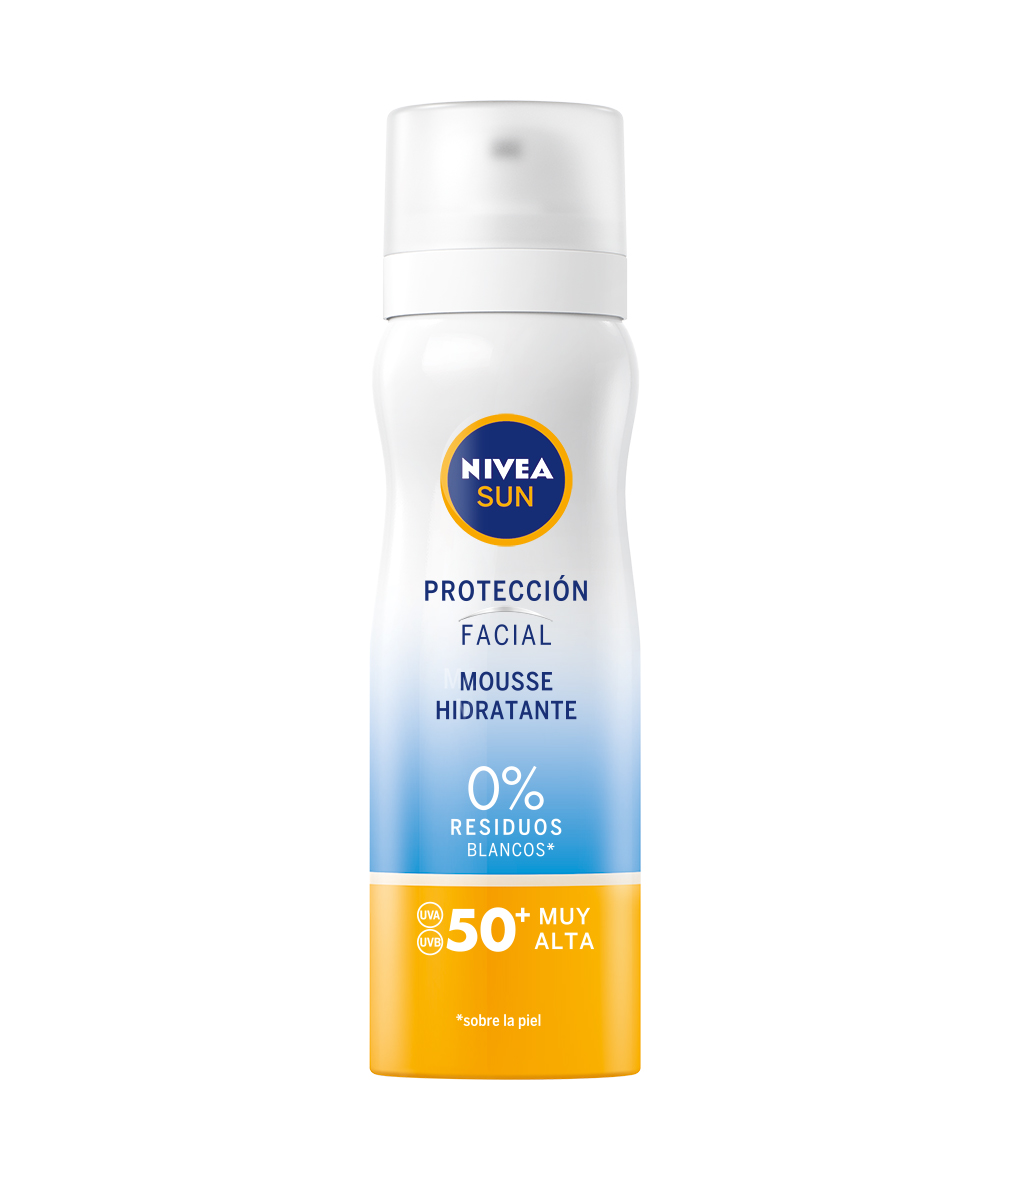 NIVEA
SUN
PROTECCIÓN
FACIAL
MOUSSE
HIDRATANTE
0%
RESIDUOS
BLANCOS*
UVA
UVB
50+ MUY
ALTA
*sobre la piel